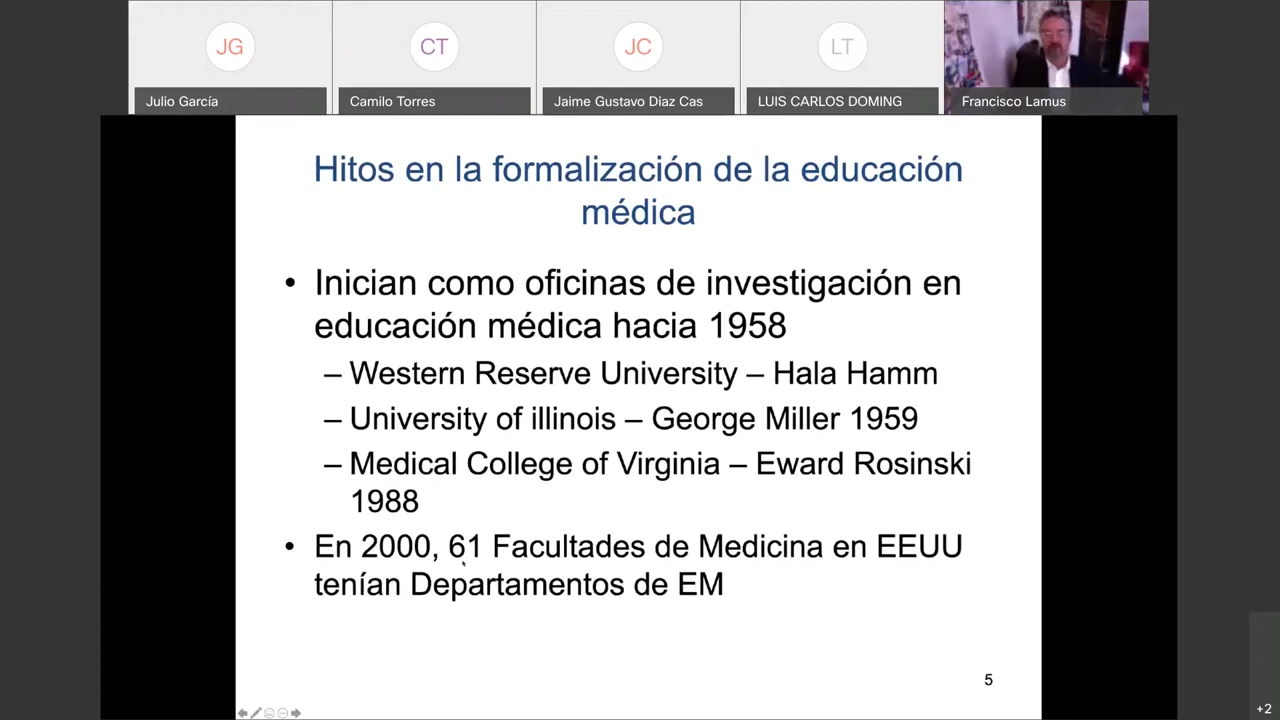 JG
CT
JC
LT
Julio García
Camilo Torres
Jaime Gustavo Diaz Cas
LUIS CARLOS DOMING
Francisco Lamus
Hitos en la formalización de la educación
médica
• Inician como oficinas de investigación en
educación médica hacia 1958
– Western Reserve University – Hala Hamm
– University of illinois – George Miller 1959
– Medical College of Virginia – Eward Rosinski
1988
• En 2000, 61 Facultades de Medicina en EEUU
tenían Departamentos de EM
5
+2